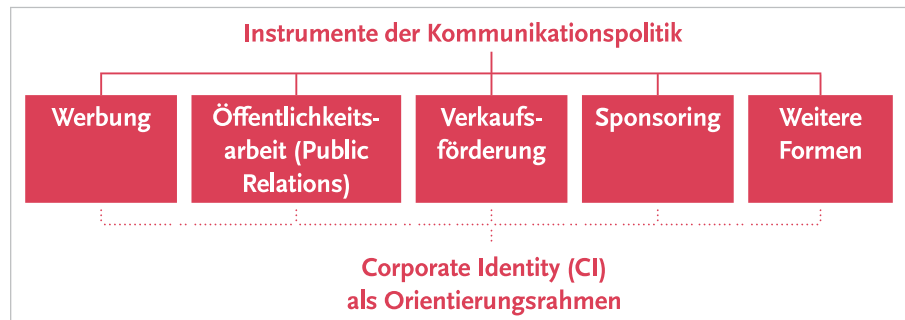 Instrumente der Kommunikationspolitik
Werbung
Öffentlichkeits-
arbeit (Public
Relations)
Verkaufs-
förderung
Sponsoring
Weitere
Formen
Corporate Identity (CI)
als Orientierungsrahmen